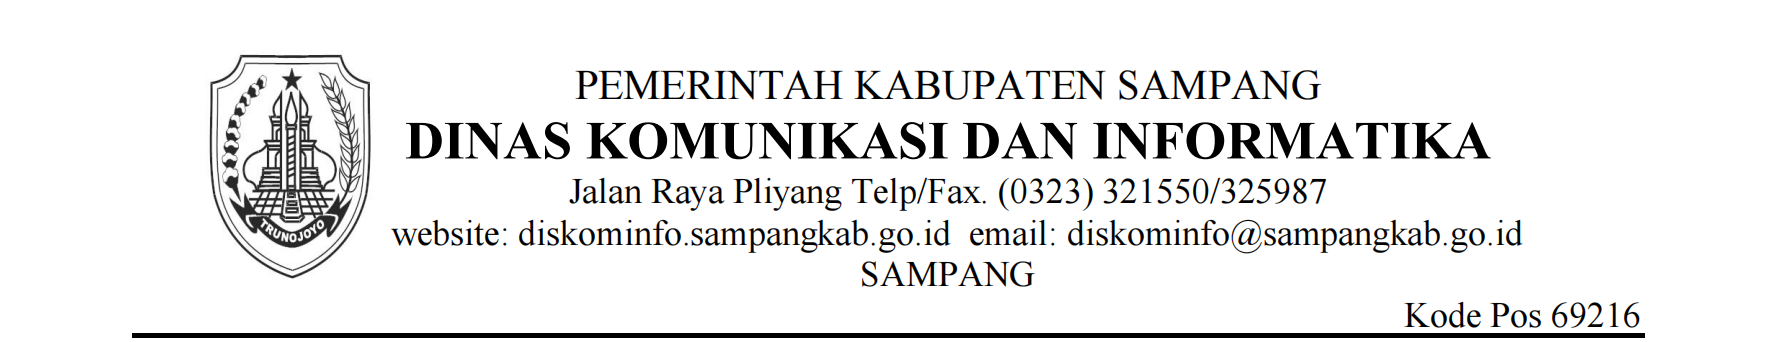 PEMERINTAH KABUPATEN SAMPANG
DINAS KOMUNIKASI DAN INFORMATIKA
Jalan Raya Pliyang Telp/Fax. (0323) 321550/325987
website: diskominfo.sampangkab.go.id email: diskominfo@sampangkab.go.id
SAMPANG
Kode Pos 69216
TRUNOJOYO